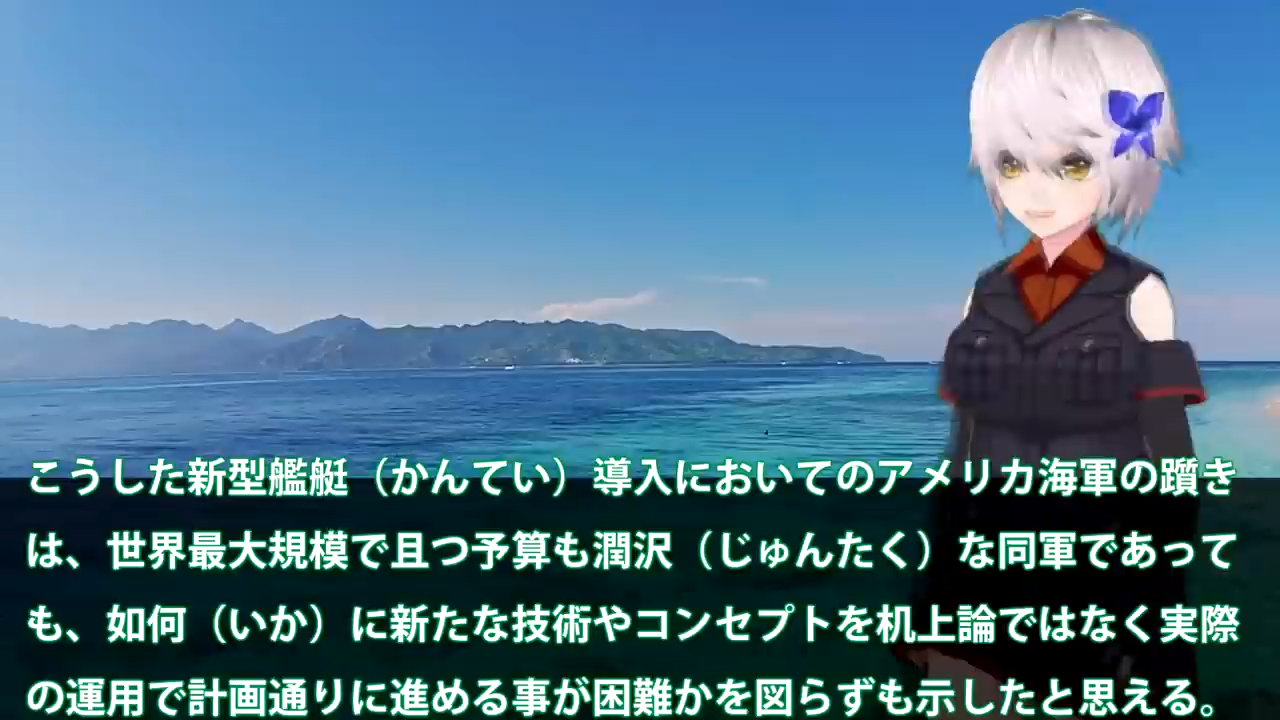 こうした新型艦艇（かんてい）導入においてのアメリカ海軍の躓き
は、世界最大規模で且つ予算も潤沢（じゅんたく）な同軍であって
も、如何（いか）に新たな技術やコンセプトを机上論ではなく実際
の運用で計画通りに進める事が困難かを図らずも示したと思える。